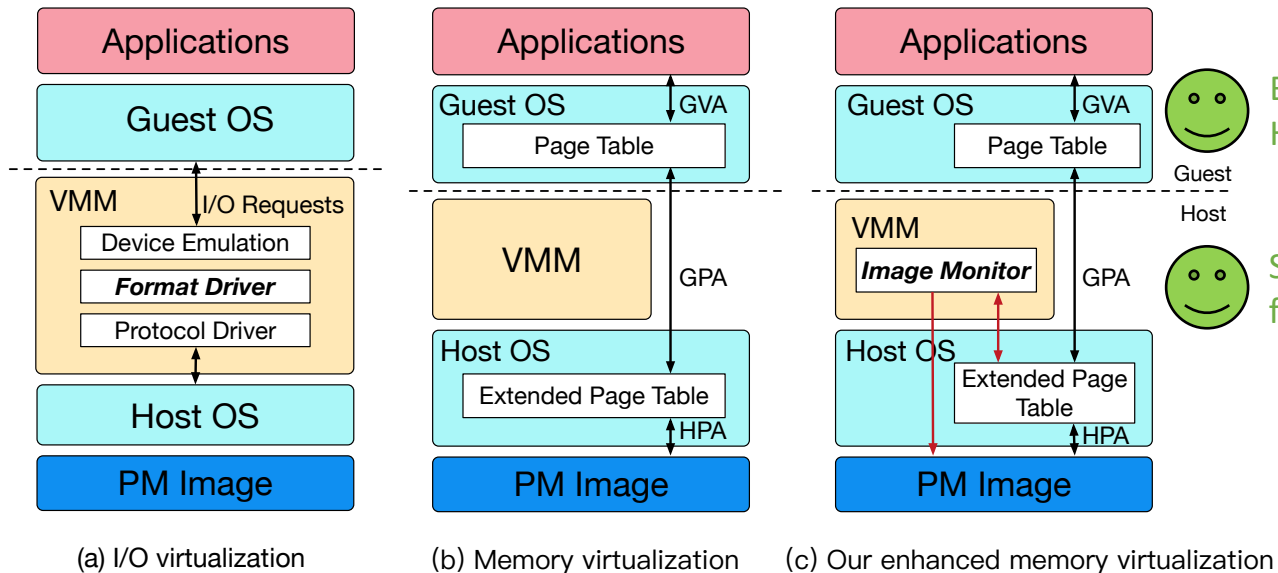 Applications
Guest OS
VMM
I/O Requests
Device Emulation
Format Driver
Protocol Driver
Host OS
PM Image
(a) I/O virtualization
Applications
Guest OS
GVA
Page Table
VMM
GPA
Host OS
Extended Page Table
HPA
PM Image
(b) Memory virtualization
Applications
Guest OS
GVA
Page Table
Guest
Host
VMM
Image Monitor
GPA
Host OS
Extended Page
Table
HPA
PM Image
(c) Our enhanced memory virtualization